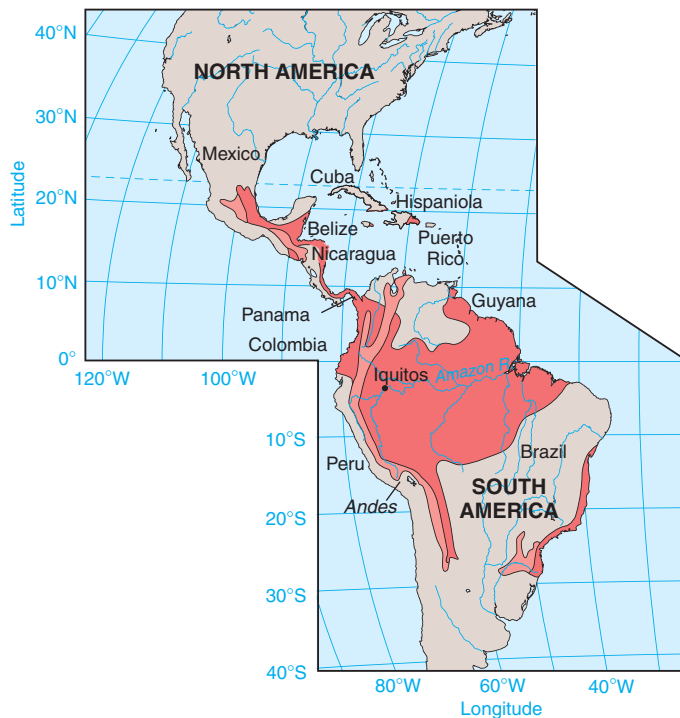 40°N
NORTH AMERICA
30°N
Mexico
Latitude
Cuba
20°N
Hispaniola
Belize
Puerto
Rico
Nicaragua
10°N
Guyana
Panama
Colombia
0°
120°W
100°W
Iquitos
Amazon R.
10°S
Brazil
Peru
SOUTH
AMERICA
Andes
20°S
30°S
40°S
80°W
60°W
40°W
Longitude